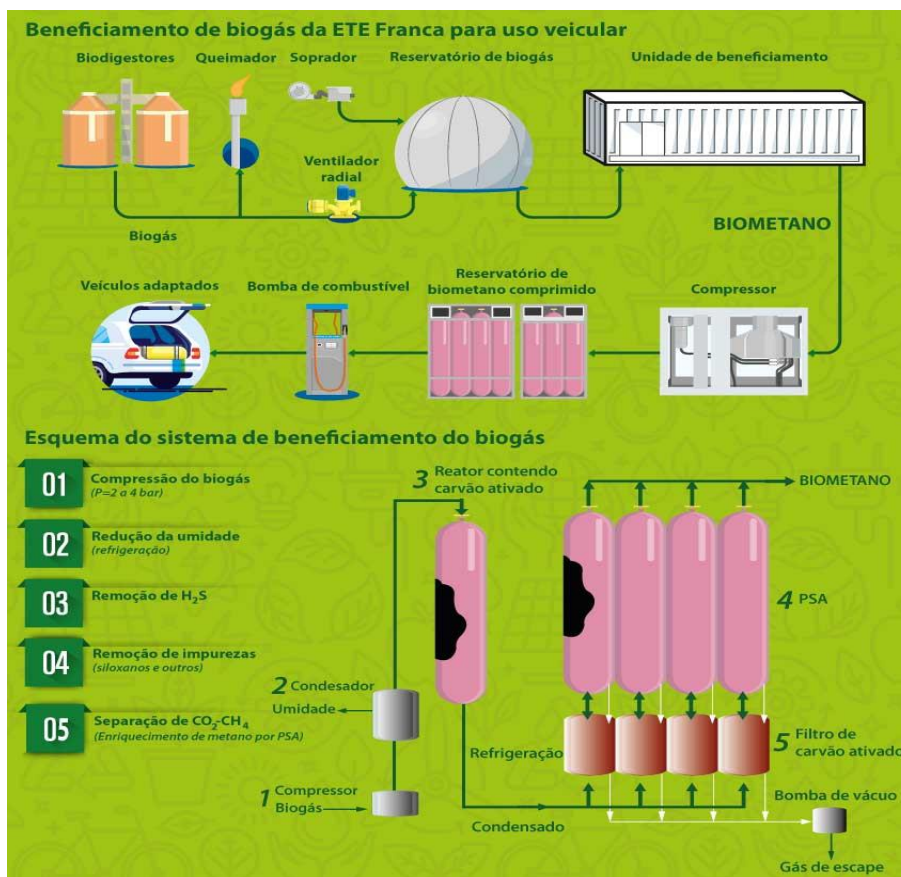 Beneficiamento de biogás da ETE Franca para uso veicular
Biodigestores
Queimador
Soprador
Reservatório de biogás
Unidade de beneficiamento
Ventilador
radial
Biogás
BIOMETANO
Veículos adaptados
Bomba de combustível
Reservatório de
biometano comprimido
Compressor
Esquema do sistema de beneficiamento do biogás
01 Compressão do biogás
(P=2 a 4 bar)
02 Redução da umidade
(refrigeração)
03 Remoção de H₂S
04 Remoção de impurezas
(siloxanos e outros)
05 Separação de CO₂-CH₄
(Enriquecimento de metano por PSA)
3 Reator contendo
carvão ativado
BIOMETANO
4 PSA
2 Condesador
Umidade
Refrigeração
5 Filtro de
carvão ativado
1 Compressor
Biogás
Condensado
Bomba de vácuo
Gás de escape